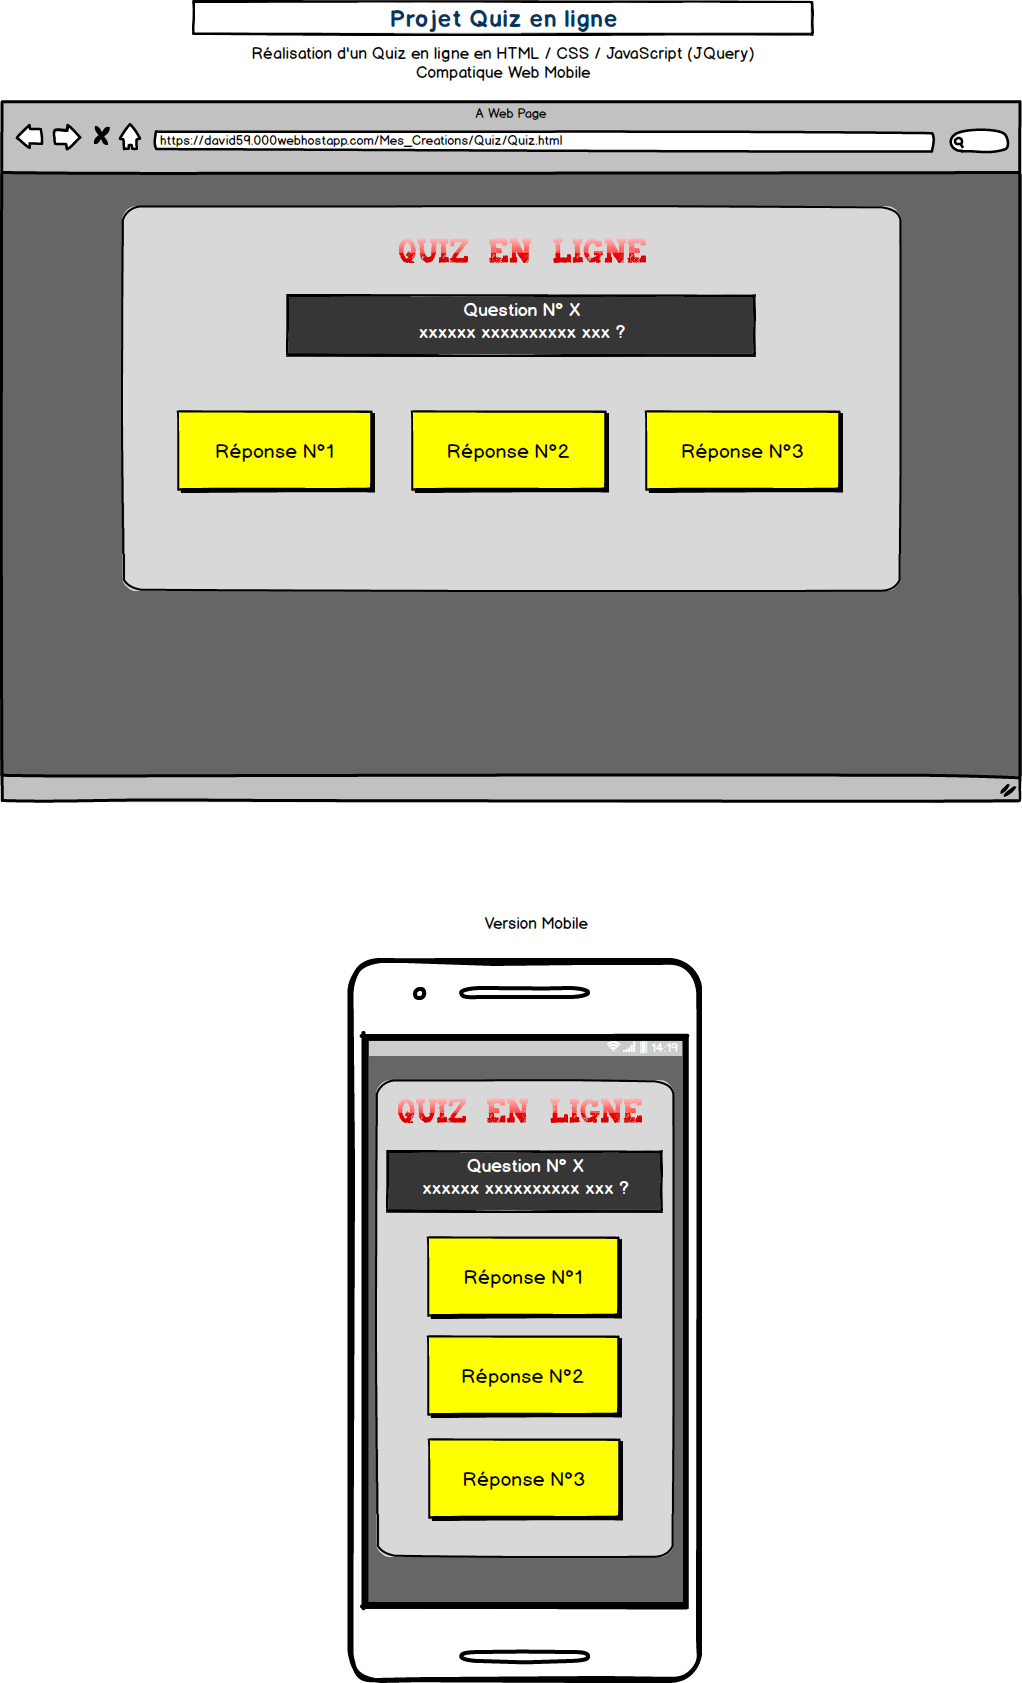 Projet Quiz en ligne
Réalisation d'un Quiz en ligne en HTML / CSS / JavaScript (JQuery)
Compatique Web Mobile
A Web Page
https://david59.000webhostapp.com/Mes_Creations/Quiz/Quiz.html
QUIZ EN LIGNE
Question N° X
xxxxxx xxxxxxxxxx xxx ?
Réponse N°1
Réponse N°2
Réponse N°3
Version Mobile
14:19
QUIZ EN LIGNE
Question N° X
xxxxxx xxxxxxxxxx xxx ?
Réponse N°1
Réponse N°2
Réponse N°3